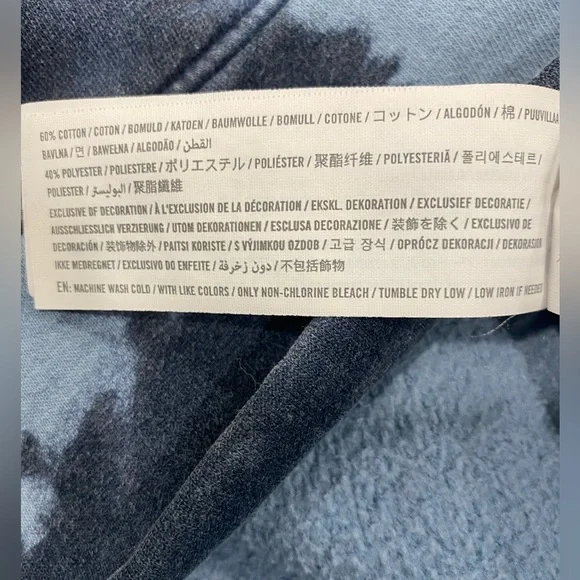 60% COTTON / COTON / BOMULD / KATOEN / BAUMWOLLE / BOMULL / COTONE / コットン / ALGODÓN / 棉 / PUUVILLA
BAVLNA / 면 / BAWEŁNA / ALGODÃO / القطن /
40% POLYESTER / POLIESTERE / ポリエステル / POLIÉSTER / 聚酯纤维 / POLYESTERIÄ / 폴리에스테르 /
POLIESTER / البوليستر / 聚脂纖維
EXCLUSIVE OF DECORATION / À L'EXCLUSION DE LA DÉCORATION / EKSKL. DEKORATION / EXCLUSIEF DECORATIE /
AUSSCHLIESSLICH VERZIERUNG / UTOM DEKORATIONEN / ESCLUSA DECORAZIONE / 装飾を除く / EXCLUSIVO DE
DECORACIÓN / 装饰物除外 / PAITSI KORISTE / S VÝJIMKOU OZDOB / 고급 장식 / OPRÓCZ DEKORACJI / DEKORASJON
IKKE MEDREGNET / EXCLUSIVO DO ENFEITE / دون زخرفة / 不包括飾物
EN: MACHINE WASH COLD / WITH LIKE COLORS / ONLY NON-CHLORINE BLEACH / TUMBLE DRY LOW / LOW IRON IF NEEDED